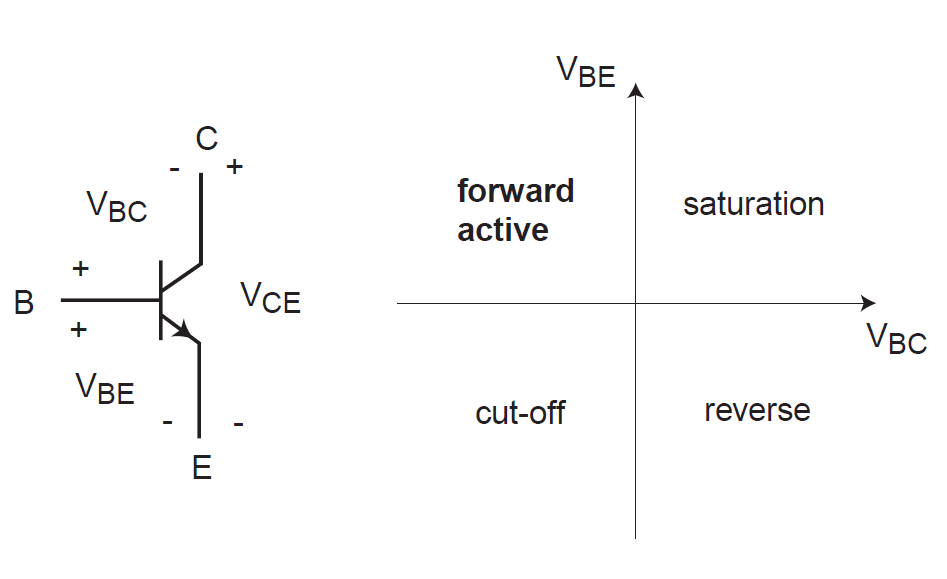 C
- +
VBC
+
B
+
VBE
- -
E
VCE
VBE
forward
active
saturation
VBC
cut-off
reverse